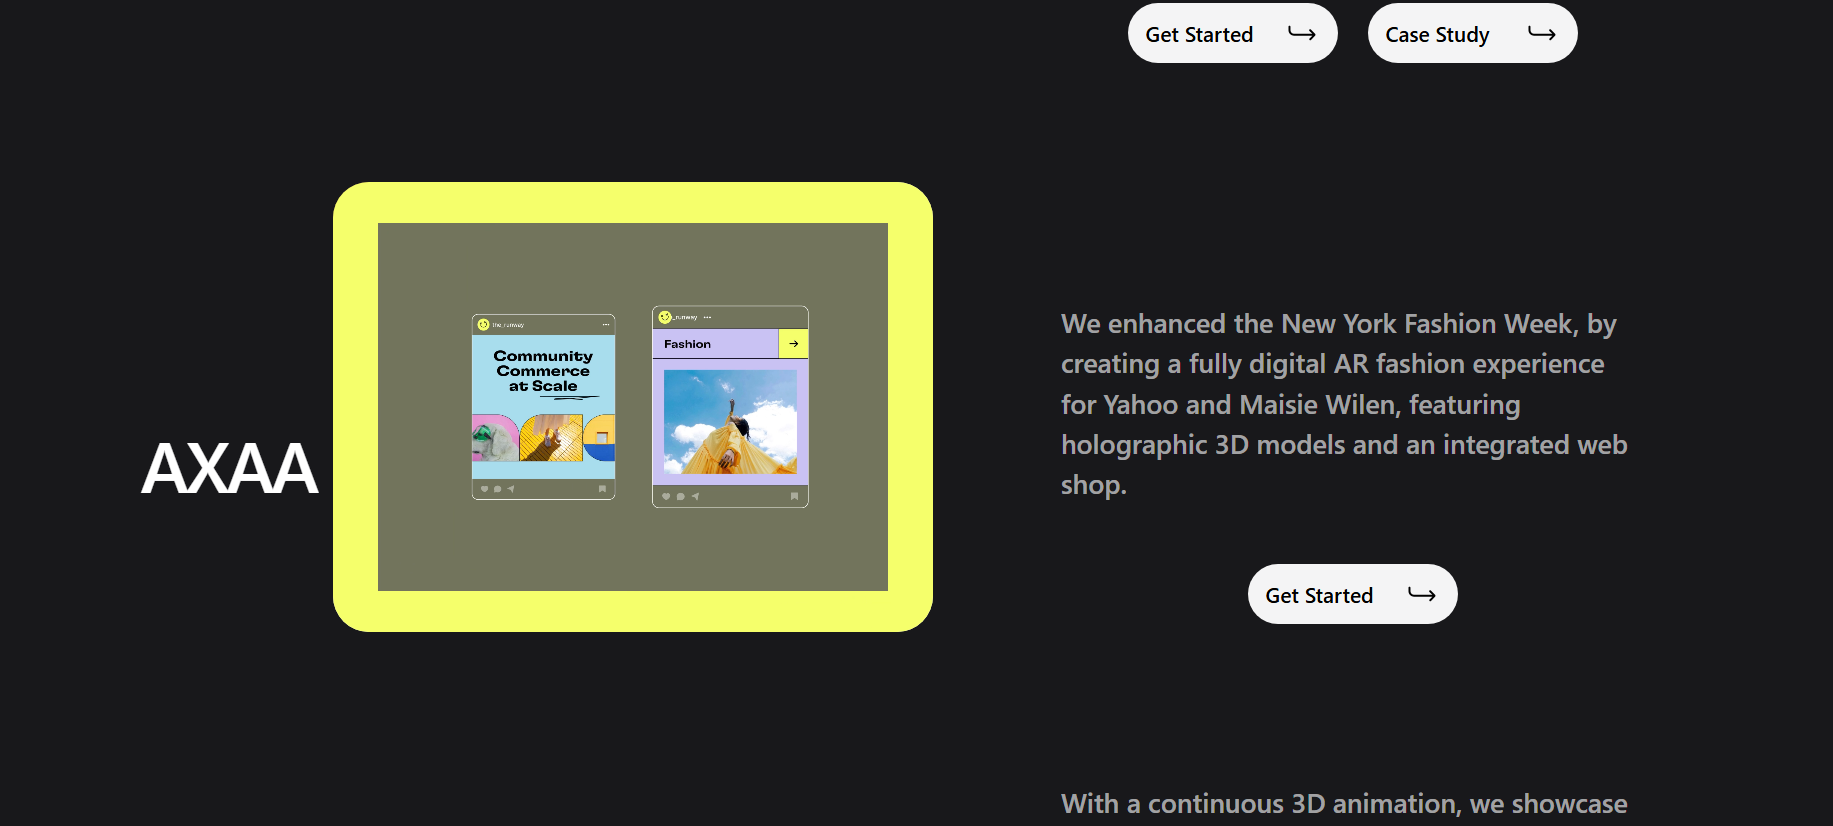 Get Started
Case Study
AXAA
the_runway
Community
Commerce
at Scale
_runway
Fashion
We enhanced the New York Fashion Week, by
creating a fully digital AR fashion experience
for Yahoo and Maisie Wilen, featuring
holographic 3D models and an integrated web
shop.
Get Started
With a continuous 3D animation, we showcase